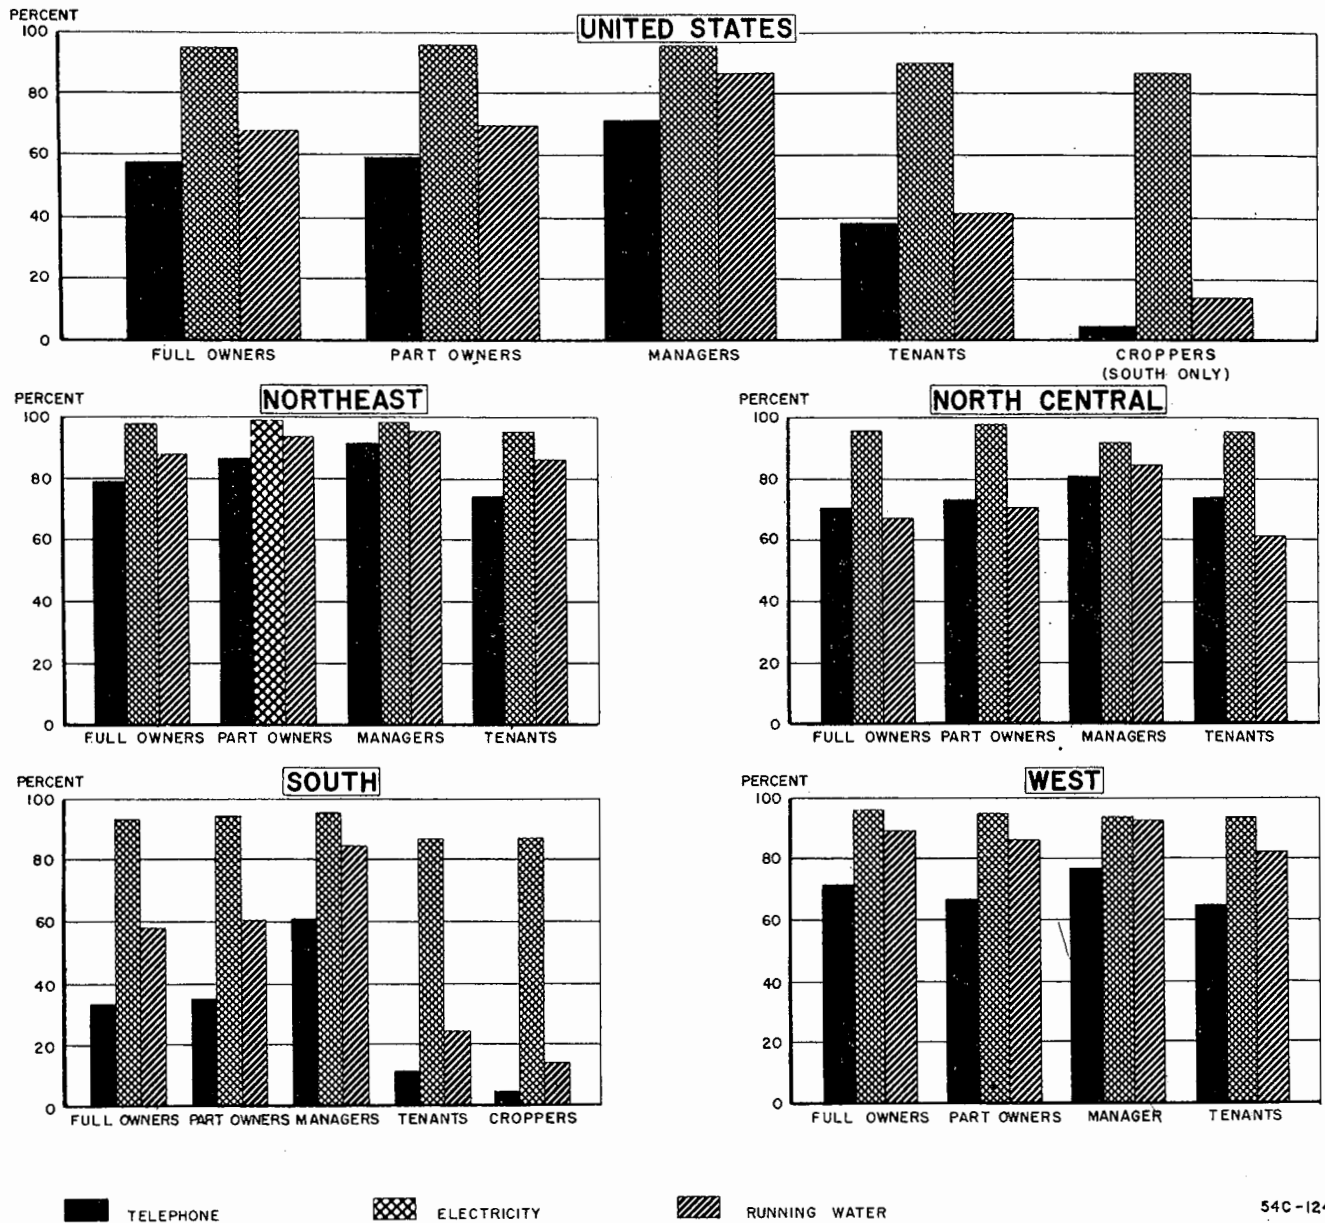 PERCENT
UNITED STATES
100
80
60
40
20
0
FULL OWNERS PART OWNERS MANAGERS TENANTS CROPPERS
(SOUTH ONLY)
PERCENT
NORTHEAST
100
80
60
40
20
0
FULL OWNERS PART OWNERS MANAGERS TENANTS
PERCENT
NORTH CENTRAL
100
80
60
40
20
0
FULL OWNERS PART OWNERS MANAGERS TENANTS
PERCENT
SOUTH
100
80
60
40
20
0
FULL OWNERS PART OWNERS MANAGERS TENANTS CROPPERS
PERCENT
WEST
100
80
60
40
20
0
FULL OWNERS PART OWNERS MANAGER TENANTS
TELEPHONE ELECTRICITY RUNNING WATER
54C-124